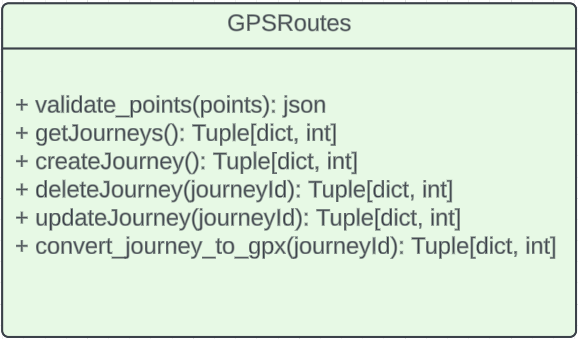 GPSRoutes
+ validate_points(points): json
+ getJourneys(): Tuple[dict, int]
+ createJourney(): Tuple[dict, int]
+ deleteJourney(journeyId): Tuple[dict, int]
+ updateJourney(journeyId): Tuple[dict, int]
+ convert_journey_to_gpx(journeyId): Tuple[dict, int]